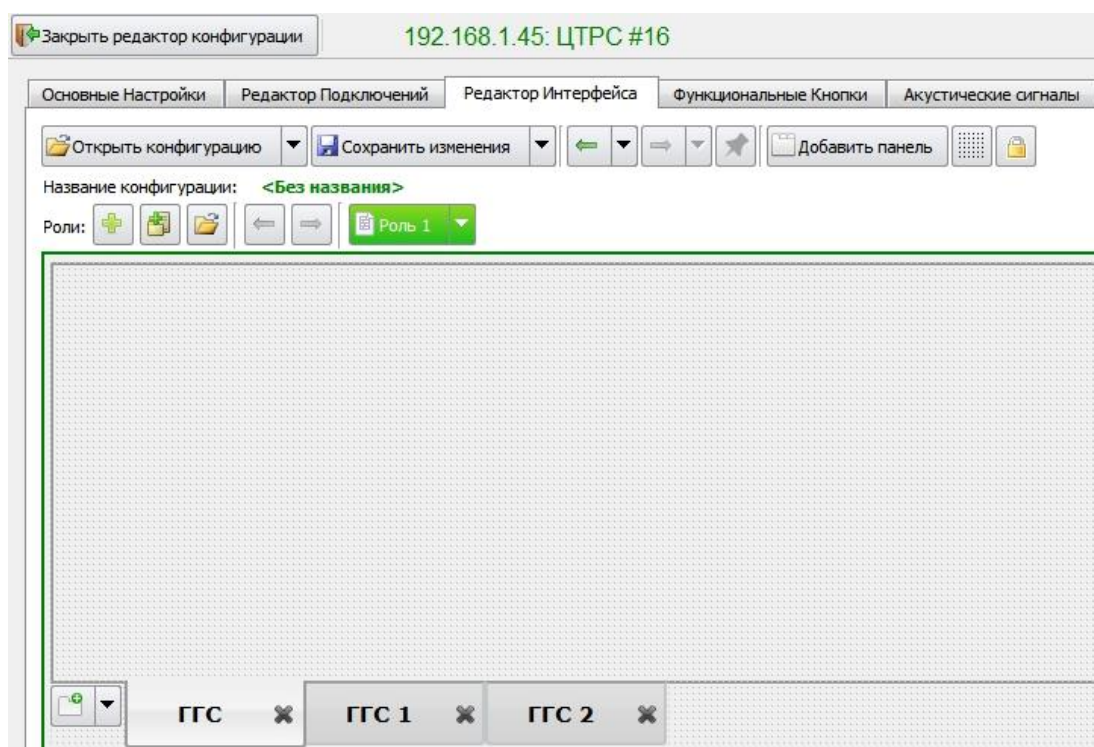 Закрыть редактор конфигурации 192.168.1.45: ЦТРС #16
Основные Настройки Редактор Подключений Редактор Интерфейса Функциональные Кнопки Акустические сигналы
Открыть конфигурацию Сохранить изменения Добавить панель
Название конфигурации: <Без названия>
Роли: Роль 1
ГГС ГГС 1 ГГС 2